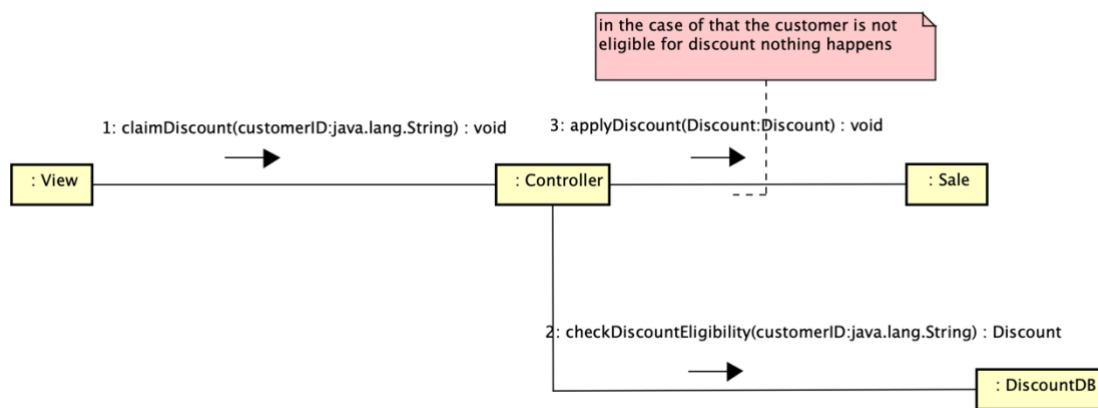 in the case of that the customer is not
eligible for discount nothing happens
1: claimDiscount(customerID:java.lang.String) : void
3: applyDiscount(Discount:Discount) : void
: View
: Controller
: Sale
2: checkDiscountEligibility(customerID:java.lang.String) : Discount
: DiscountDB